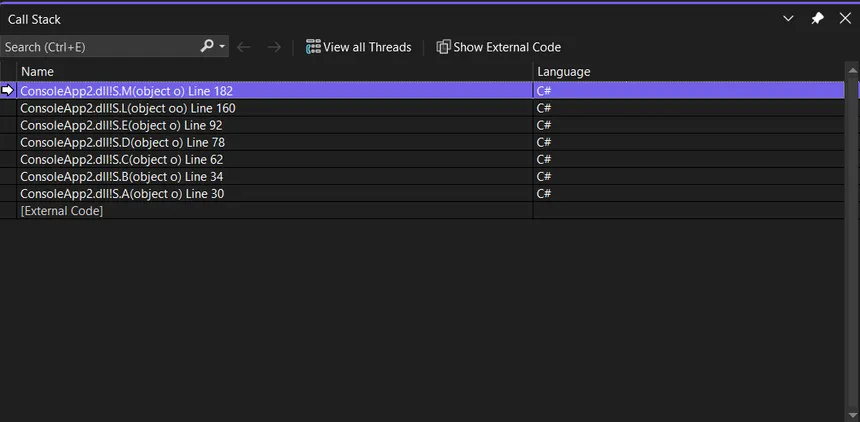 Call Stack
Search (Ctrl+E) View all Threads Show External Code
Name Language
ConsoleApp2.dll!S.M(object o) Line 182 C#
ConsoleApp2.dll!S.L(object oo) Line 160 C#
ConsoleApp2.dll!S.E(object o) Line 92 C#
ConsoleApp2.dll!S.D(object o) Line 78 C#
ConsoleApp2.dll!S.C(object o) Line 62 C#
ConsoleApp2.dll!S.B(object o) Line 34 C#
ConsoleApp2.dll!S.A(object o) Line 30 C#
[External Code]